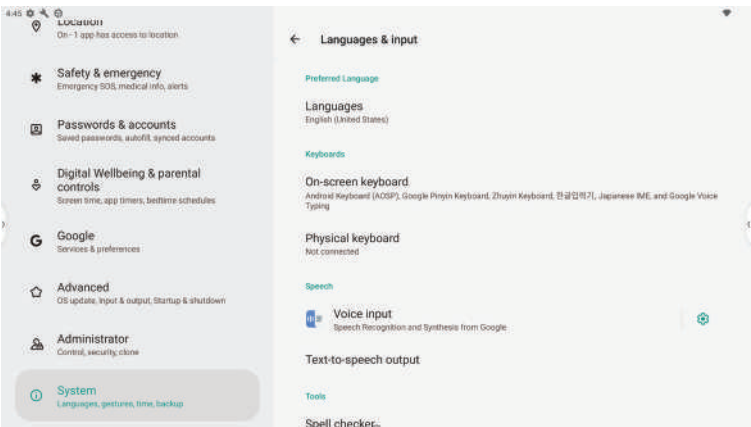 4:45
Location
On - 1 app has access to location
Safety & emergency
Emergency SOS, medical info, alerts
Passwords & accounts
Saved passwords, autofill, synced accounts
Digital Wellbeing & parental
controls
Screen time, app timers, bedtime schedules
Google
Services & preferences
Advanced
OS update, Input & output, Startup & shutdown
Administrator
Control, security, clone
System
Languages, gestures, time, backup
Languages & input
Preferred Language
Languages
English (United States)
Keyboards
On-screen keyboard
Android Keyboard (AOSP), Google Pinyin Keyboard, Zhuyin Keyboard, 한글입력기, Japanese IME, and Google Voice
Typing
Physical keyboard
Not connected
Speech
Voice input
Speech Recognition and Synthesis from Google
Text-to-speech output
Tools
Spell checker